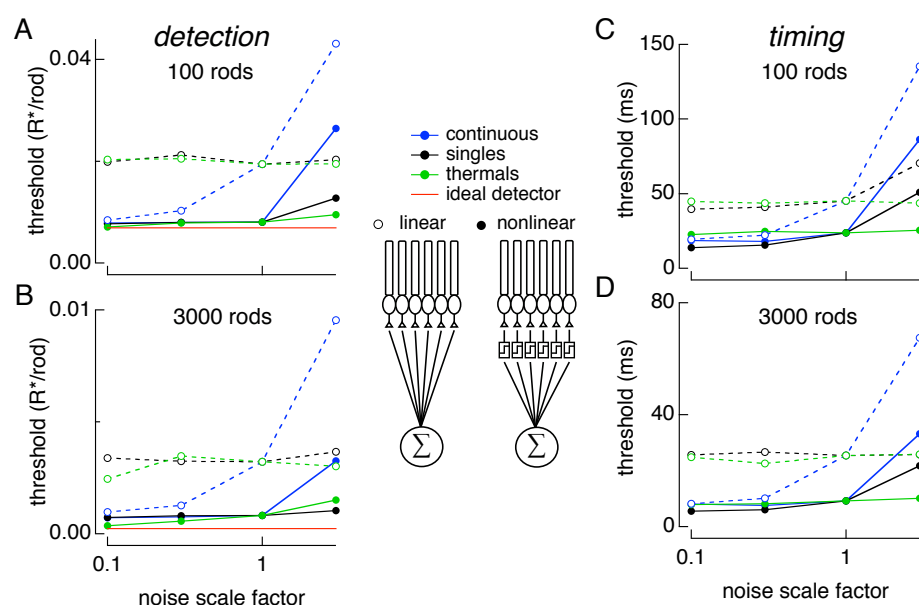 A
detection
100 rods
0.04
0.00
threshold (R*/rod)
1
continuous
singles
thermals
ideal detector
linear
nonlinear
Σ
Σ
B
3000 rods
0.01
0.00
threshold (R*/rod)
0.1
1
noise scale factor
C
timing
100 rods
150
100
50
0
threshold (ms)
1
D
3000 rods
80
40
0
threshold (ms)
0.1
1
noise scale factor